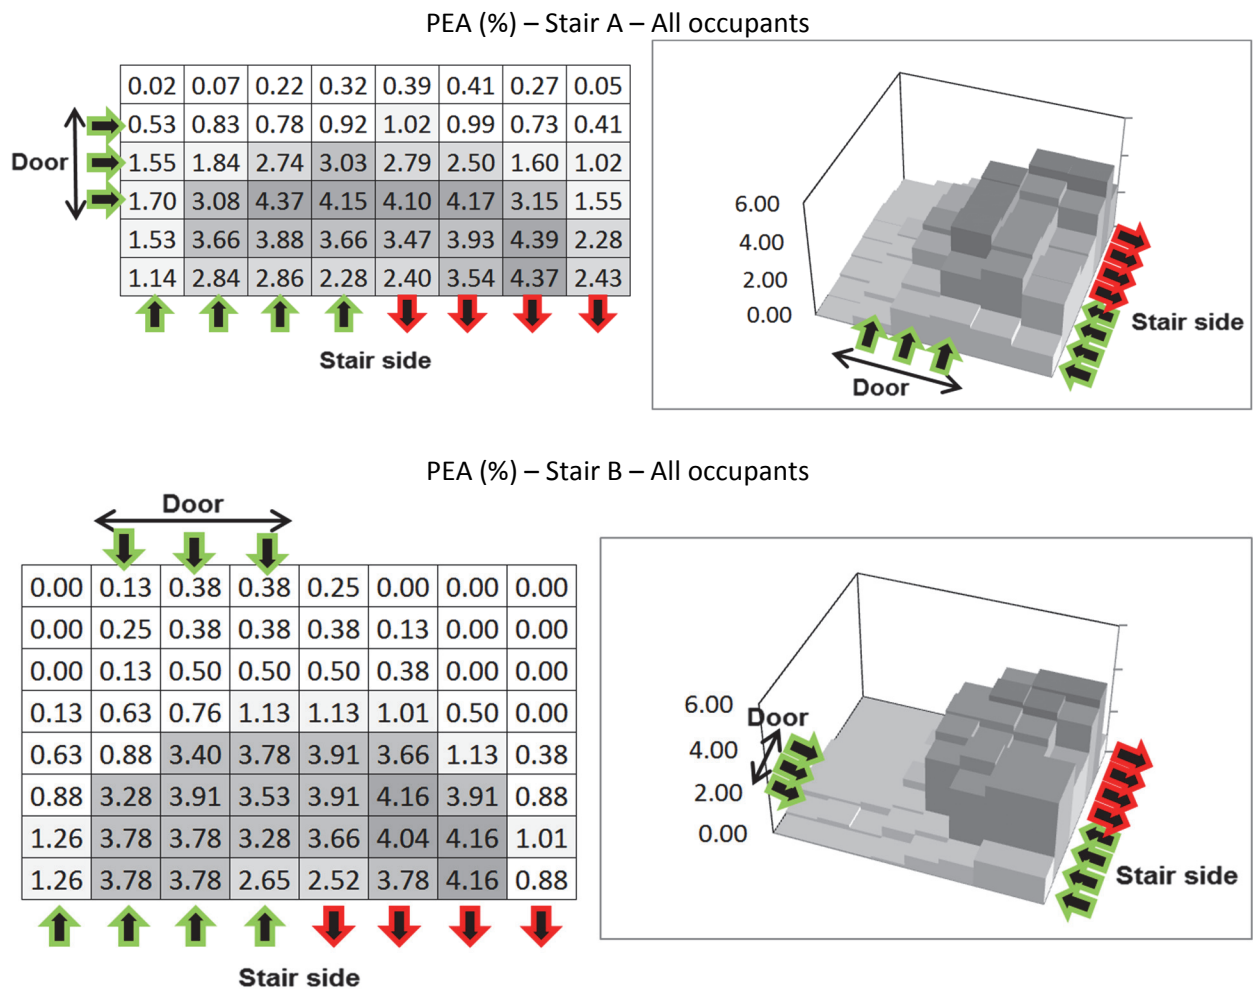 PEA (%) – Stair A – All occupants
0.02 0.07 0.22 0.32 0.39 0.41 0.27 0.05
0.53 0.83 0.78 0.92 1.02 0.99 0.73 0.41
Door
1.55 1.84 2.74 3.03 2.79 2.50 1.60 1.02
1.70 3.08 4.37 4.15 4.10 4.17 3.15 1.55
1.53 3.66 3.88 3.66 3.47 3.93 4.39 2.28
1.14 2.84 2.86 2.28 2.40 3.54 4.37 2.43
Stair side
6.00
4.00
2.00
0.00
Stair side
Door
PEA (%) – Stair B – All occupants
Door
0.00 0.13 0.38 0.38 0.25 0.00 0.00 0.00
0.00 0.25 0.38 0.38 0.38 0.13 0.00 0.00
0.00 0.13 0.50 0.50 0.50 0.38 0.00 0.00
0.13 0.63 0.76 1.13 1.13 1.01 0.50 0.00
0.63 0.88 3.40 3.78 3.91 3.66 1.13 0.38
0.88 3.28 3.91 3.53 3.91 4.16 3.91 0.88
1.26 3.78 3.78 3.28 3.66 4.04 4.16 1.01
1.26 3.78 3.78 2.65 2.52 3.78 4.16 0.88
Stair side
6.00
Door
4.00
2.00
0.00
Stair side